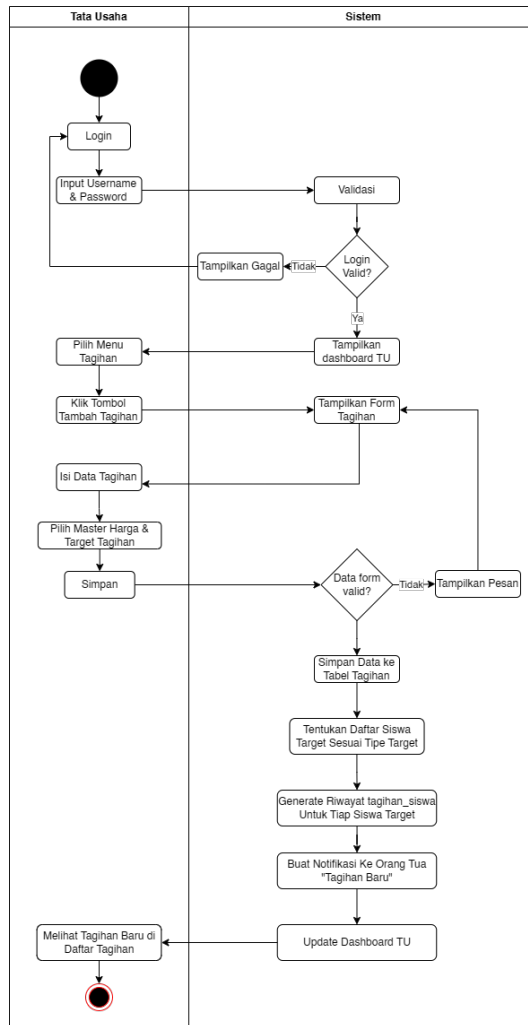 Tata Usaha
Sistem
Login
Input Username
& Password
Validasi
Login
Valid?
Tidak
Tampilkan Gagal
Ya
Tampilkan
dashboard TU
Pilih Menu
Tagihan
Klik Tombol
Tambah Tagihan
Tampilkan Form
Tagihan
Isi Data Tagihan
Pilih Master Harga &
Target Tagihan
Simpan
Data form
valid?
Tidak
Tampilkan Pesan
Simpan Data ke
Tabel Tagihan
Tentukan Daftar Siswa
Target Sesuai Tipe Target
Generate Riwayat tagihan_siswa
Untuk Tiap Siswa Target
Buat Notifikasi Ke Orang Tua
"Tagihan Baru"
Update Dashboard TU
Melihat Tagihan Baru di
Daftar Tagihan